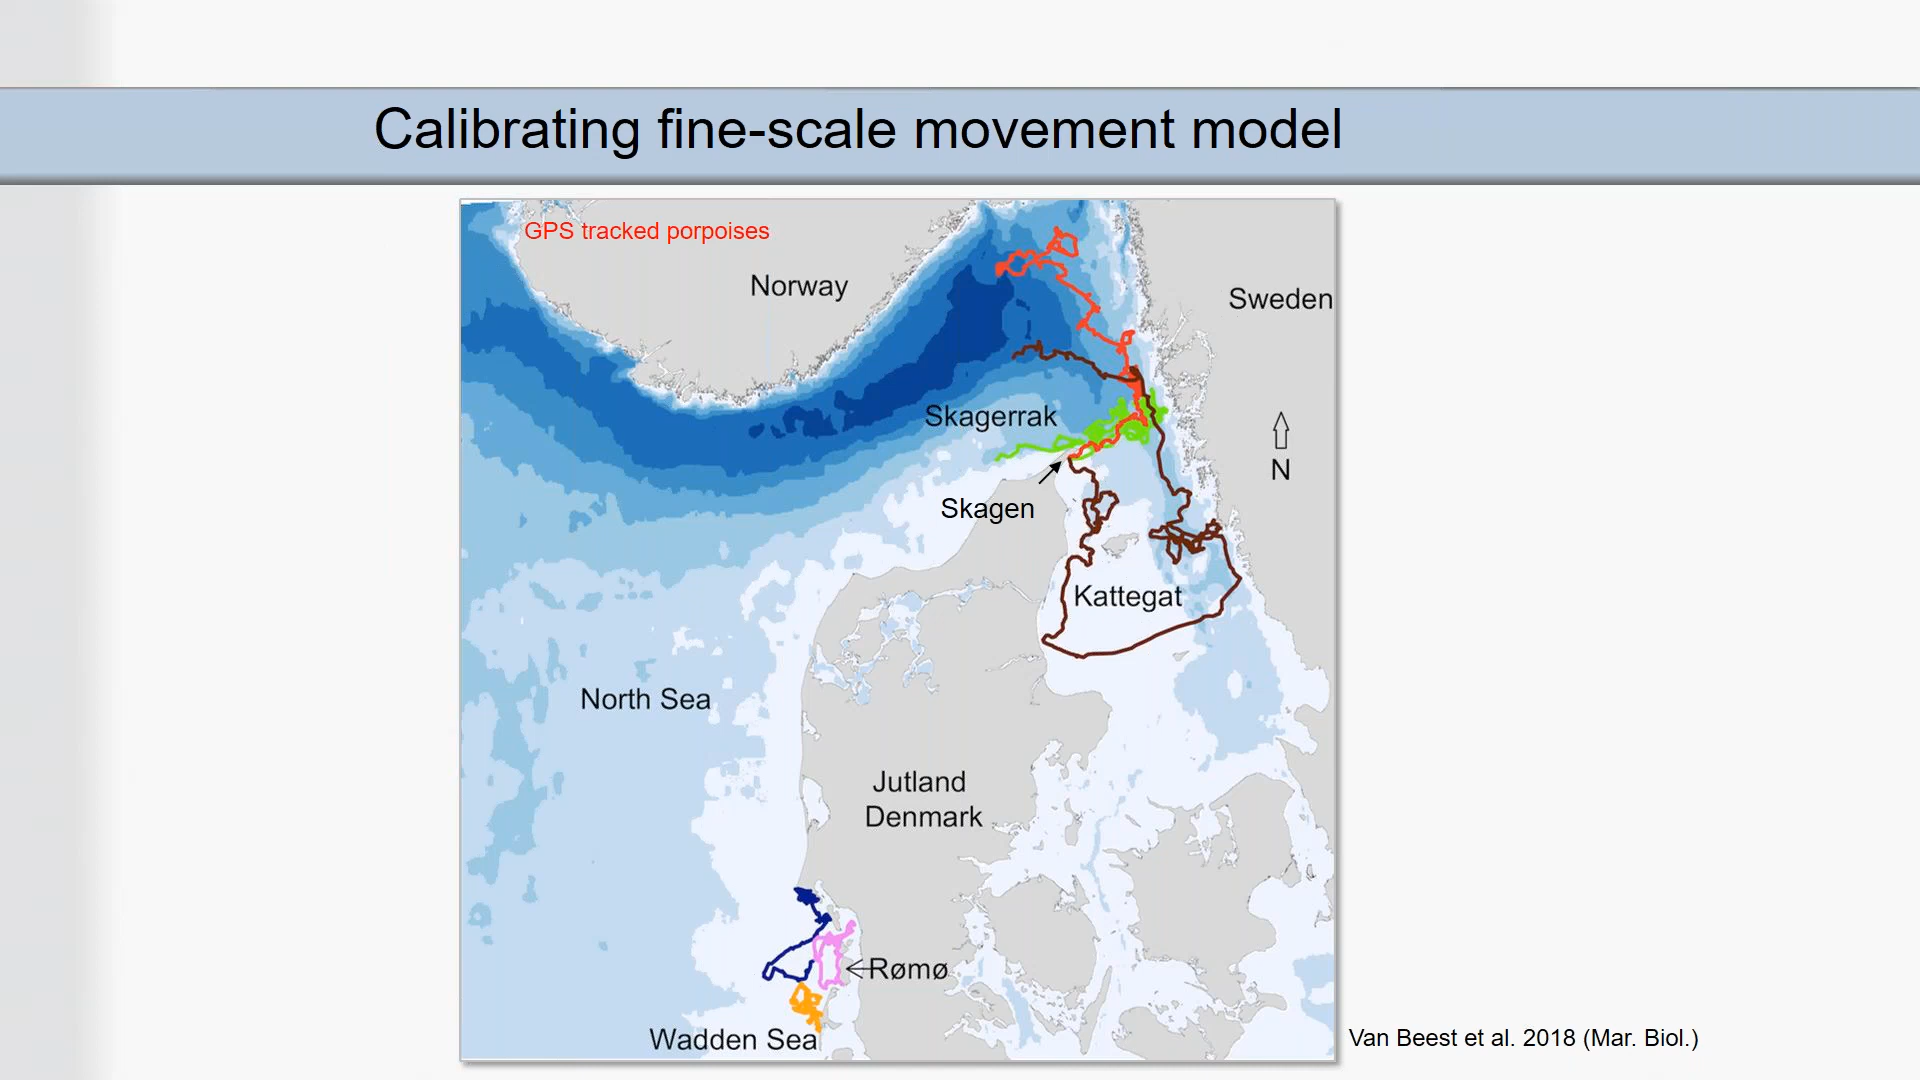 Calibrating fine-scale movement model
GPS tracked porpoises
Norway
Sweden
Skagerrak
N
Skagen
Kattegat
North Sea
Jutland
Denmark
Rømø
Wadden Sea
Van Beest et al. 2018 (Mar. Biol.)